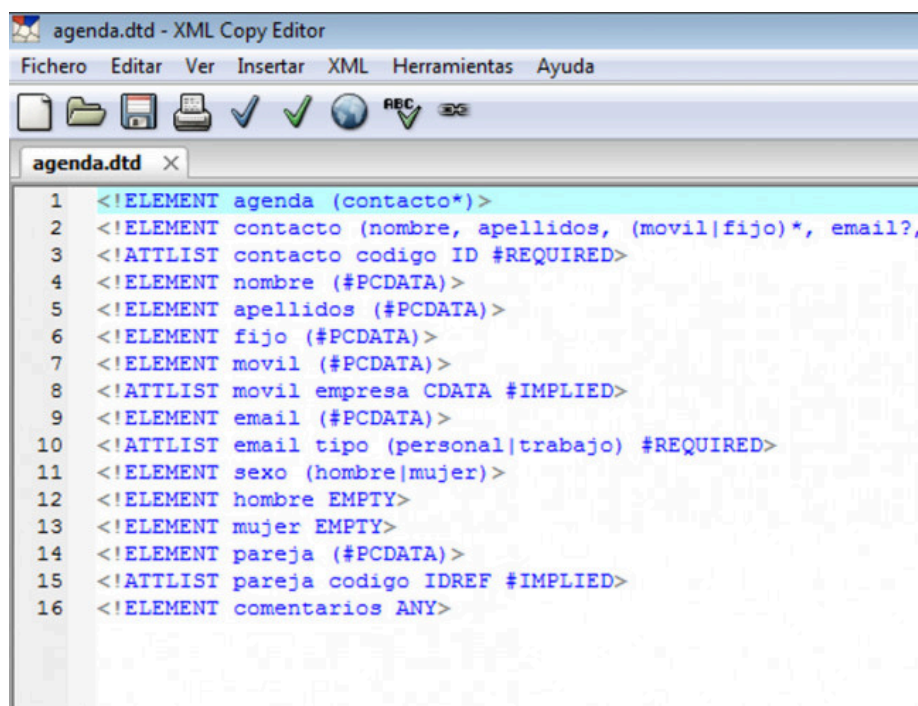 agenda.dtd - XML Copy Editor
Fichero Editar Ver Insertar XML Herramientas Ayuda
ABC
agenda.dtd
1 <!ELEMENT agenda (contacto*)>
2 <!ELEMENT contacto (nombre, apellidos, (movil|fijo)*, email?,
3 <!ATTLIST contacto codigo ID #REQUIRED>
4 <!ELEMENT nombre (#PCDATA)>
5 <!ELEMENT apellidos (#PCDATA)>
6 <!ELEMENT fijo (#PCDATA)>
7 <!ELEMENT movil (#PCDATA)>
8 <!ATTLIST movil empresa CDATA #IMPLIED>
9 <!ELEMENT email (#PCDATA)>
10 <!ATTLIST email tipo (personal|trabajo) #REQUIRED>
11 <!ELEMENT sexo (hombre|mujer)>
12 <!ELEMENT hombre EMPTY>
13 <!ELEMENT mujer EMPTY>
14 <!ELEMENT pareja (#PCDATA)>
15 <!ATTLIST pareja codigo IDREF #IMPLIED>
16 <!ELEMENT comentarios ANY>